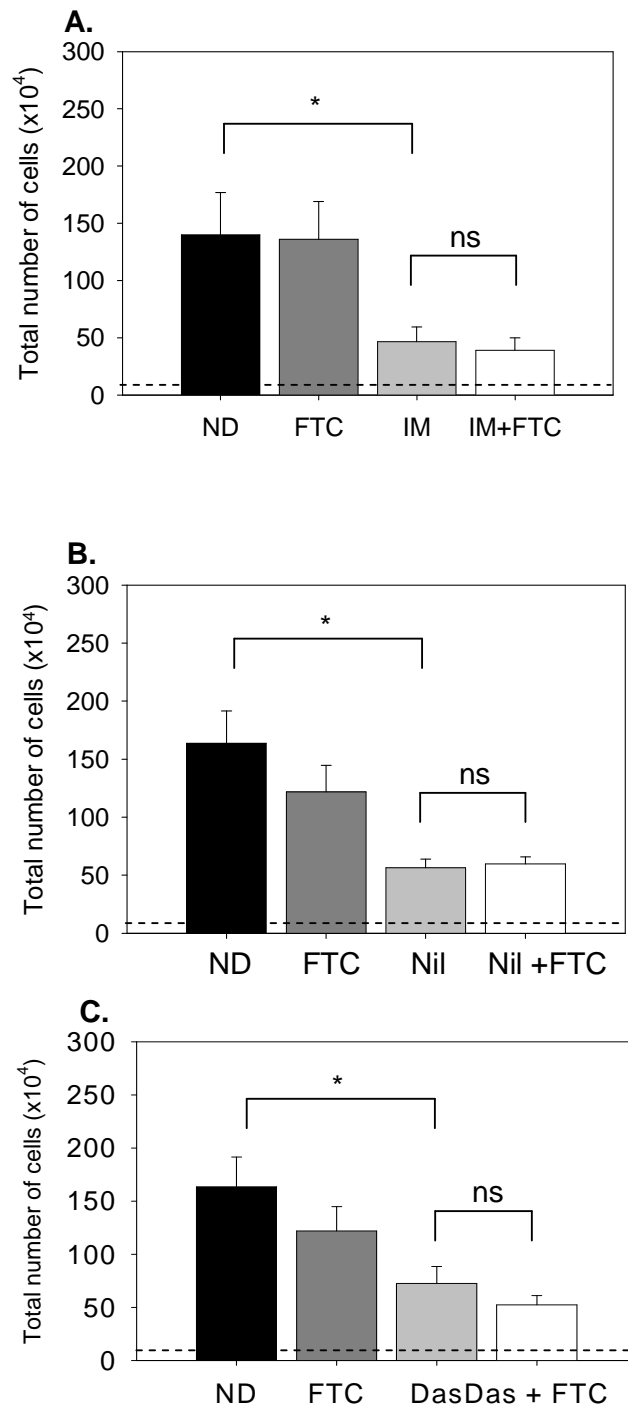 A.
Total number of cells (x10⁴)
300
250
200
150
100
50
0
*
ns
ND FTC IM IM+FTC
B.
Total number of cells (x10⁴)
300
250
200
150
100
50
0
*
ns
ND FTC Nil Nil +FTC
C.
Total number of cells (x10⁴)
300
250
200
150
100
50
0
*
ns
ND FTC DasDas + FTC